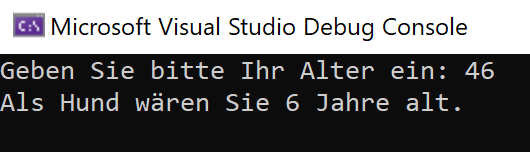 C:\
Microsoft Visual Studio Debug Console
Geben Sie bitte Ihr Alter ein: 46
Als Hund wären Sie 6 Jahre alt.